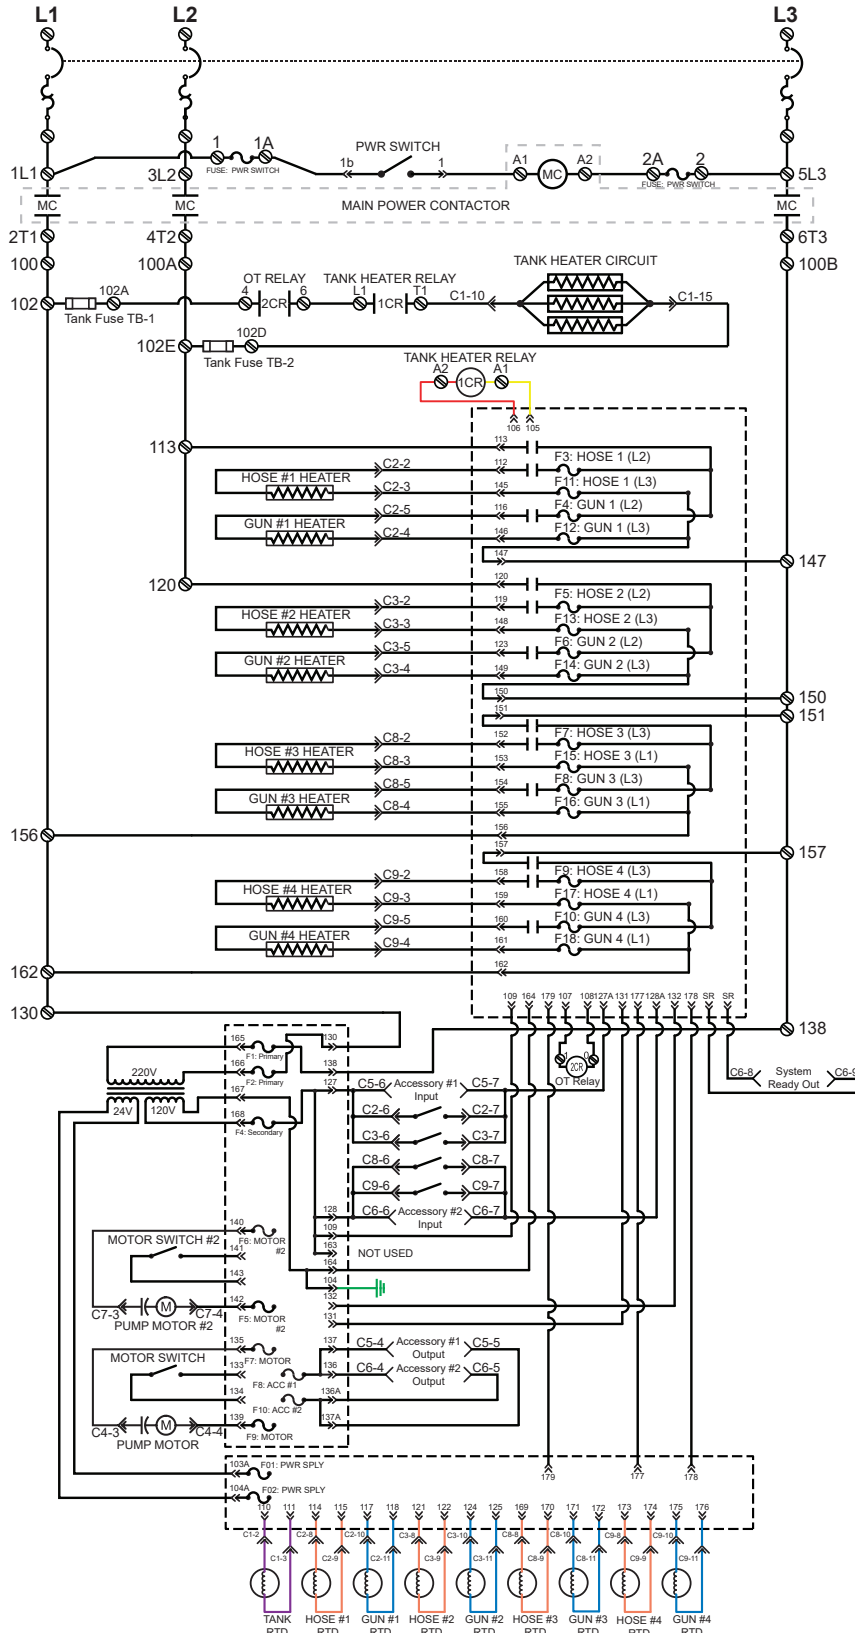 L1 L2 L3
1 1A PWR SWITCH
1b 1 A1 MC A2 2A 2
FUSE: PWR SWITCH FUSE: PWR SWITCH
1L1 3L2 5L3
MC MC MAIN POWER CONTACTOR MC
2T1 4T2 6T3
100 100A 100B
OT RELAY TANK HEATER RELAY TANK HEATER CIRCUIT
102 102A 4 2CR 6 L1 1CR T1 C1-10 C1-15
Tank Fuse TB-1
102E 102D
Tank Fuse TB-2
TANK HEATER RELAY
A2 1CR A1
106 105
113 113
C2-2 112 F3: HOSE 1 (L2)
HOSE #1 HEATER C2-3 145 F11: HOSE 1 (L3)
C2-5 116 F4: GUN 1 (L2)
GUN #1 HEATER C2-4 146 F12: GUN 1 (L3)
147 147
120 120
C3-2 119 F5: HOSE 2 (L2)
HOSE #2 HEATER C3-3 148 F13: HOSE 2 (L3)
C3-5 123 F6: GUN 2 (L2)
GUN #2 HEATER C3-4 149 F14: GUN 2 (L3)
150 150
151 151
C8-2 152 F7: HOSE 3 (L3)
HOSE #3 HEATER C8-3 153 F15: HOSE 3 (L1)
C8-5 154 F8: GUN 3 (L3)
GUN #3 HEATER C8-4 155 F16: GUN 3 (L1)
156 156
157 157
C9-2 158 F9: HOSE 4 (L3)
HOSE #4 HEATER C9-3 159 F17: HOSE 4 (L1)
C9-5 160 F10: GUN 4 (L3)
GUN #4 HEATER C9-4 161 F18: GUN 4 (L1)
162 162
109 164 179 107 108 127A 131 177 128A 132 178 SR SR
130 138
165 F1: Primary 130
1 2CR 0
OT Relay
166 F2: Primary 138
220V
24V 120V
167 127
168 F4: Secondary
C5-6 Accessory #1 Input C5-7
C6-8 System Ready Out C6-9
C2-6 C2-7
C3-6 C3-7
C8-6 C8-7
C9-6 C9-7
128 C6-6 Accessory #2 Input C6-7
140 F6: MOTOR #2 109
MOTOR SWITCH #2 141 163 NOT USED
143 164
104
142 F5: MOTOR #2 132
C7-3 M C7-4 131
PUMP MOTOR #2
135 F7: MOTOR 137 C5-4 Accessory #1 Output C5-5
MOTOR SWITCH 133 F8: ACC #1 136 C6-4 Accessory #2 Output C6-5
134 F10: ACC #2 136A
139 F9: MOTOR 137A
C4-3 M C4-4
PUMP MOTOR
103A F01: PWR SPLY 179 177 178
104A F02: PWR SPLY
110 111 114 115 117 118 121 122 124 125 169 170 171 172 173 174 175 176
C1-2 C2-8 C2-10 C3-8 C3-10 C8-8 C8-10 C9-8 C9-10
C1-3 C2-9 C2-11 C3-9 C3-11 C8-9 C8-11 C9-9 C9-11
TANK HOSE #1 GUN #1 HOSE #2 GUN #2 HOSE #3 GUN #3 HOSE #4 GUN #4
RTD RTD RTD RTD RTD RTD RTD RTD RTD